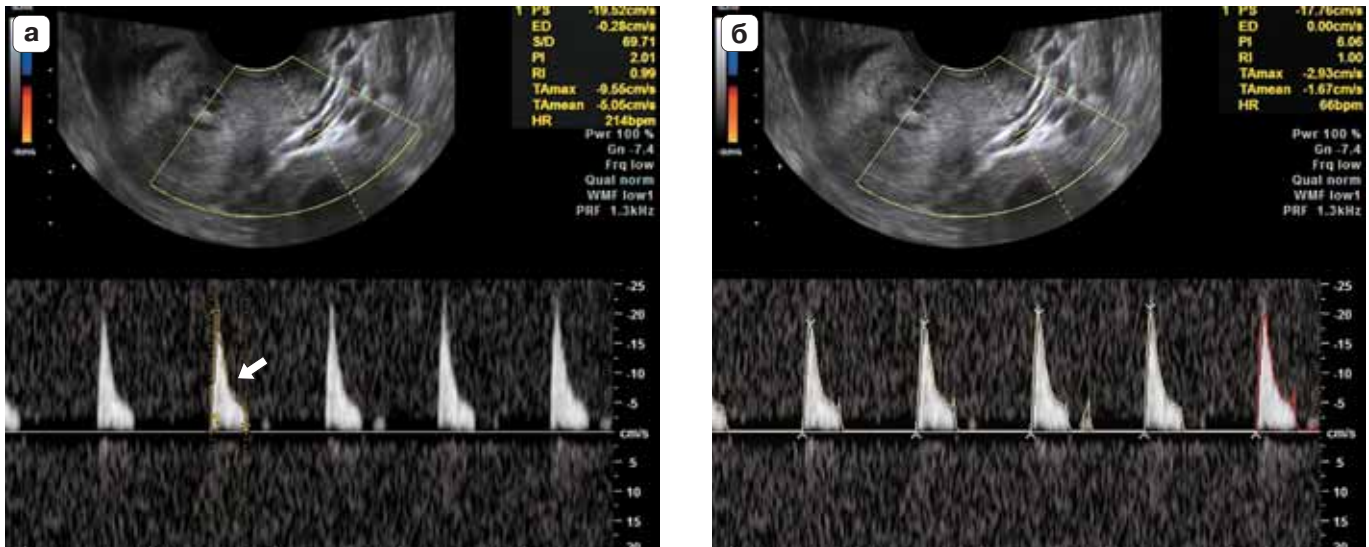 а
1 PS -19.52cm/s
ED -0.28cm/s
S/D 69.71
PI 2.01
RI 0.99
TAmax -9.55cm/s
TAmean -5.05cm/s
HR 214bpm
Pwr 100 %
Gn -7.4
Frq low
Qual norm
WMF low1
PRF 1.3kHz
-25
-20
-15
-10
-5
cm/s
5
10
15
20
б
1 PS -17.76cm/s
ED 0.00cm/s
PI 6.06
RI 1.00
TAmax -2.93cm/s
TAmean -1.67cm/s
HR 66bpm
Pwr 100 %
Gn -7.4
Frq low
Qual norm
WMF low1
PRF 1.3kHz
-25
-20
-15
-10
-5
cm/s
5
10
15
20